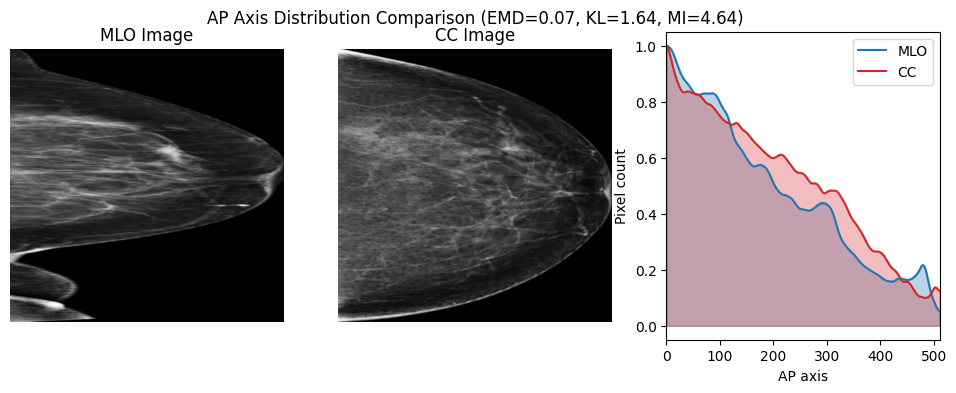 AP Axis Distribution Comparison (EMD=0.07, KL=1.64, MI=4.64)
MLO Image
CC Image
MLO
CC
1.0
0.8
0.6
0.4
0.2
0.0
Pixel count
0 100 200 300 400 500
AP axis